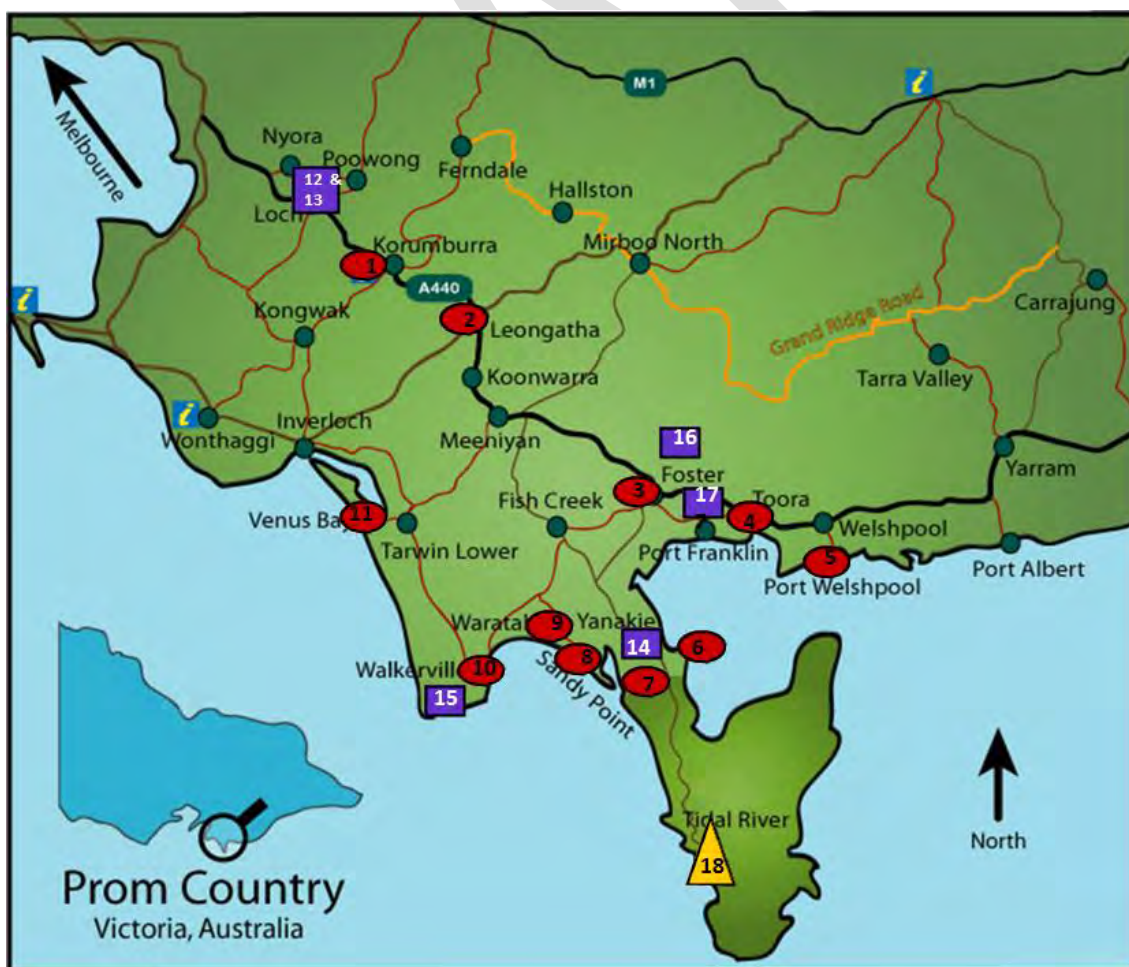 M1
i
Melbourne
Nyora
Poowong
12 &
13
Loch
Ferndale
Hallston
Korumburra
1
Mirboo North
A440
i
Kongwak
2
Leongatha
Grand Ridge Road
Carrajung
Tarra Valley
Koonwarra
i
Wonthaggi
Inverloch
Meeniyan
16
Yarram
Foster
3
17
Toora
4
Fish Creek
Venus Bay
11
Tarwin Lower
Port Franklin
Welshpool
5
Port Welshpool
Port Albert
Waratah
9
Yanakie
14
6
Walkerville
10
8
Sandy Point
7
15
Tidal River
18
North
Prom Country
Victoria, Australia